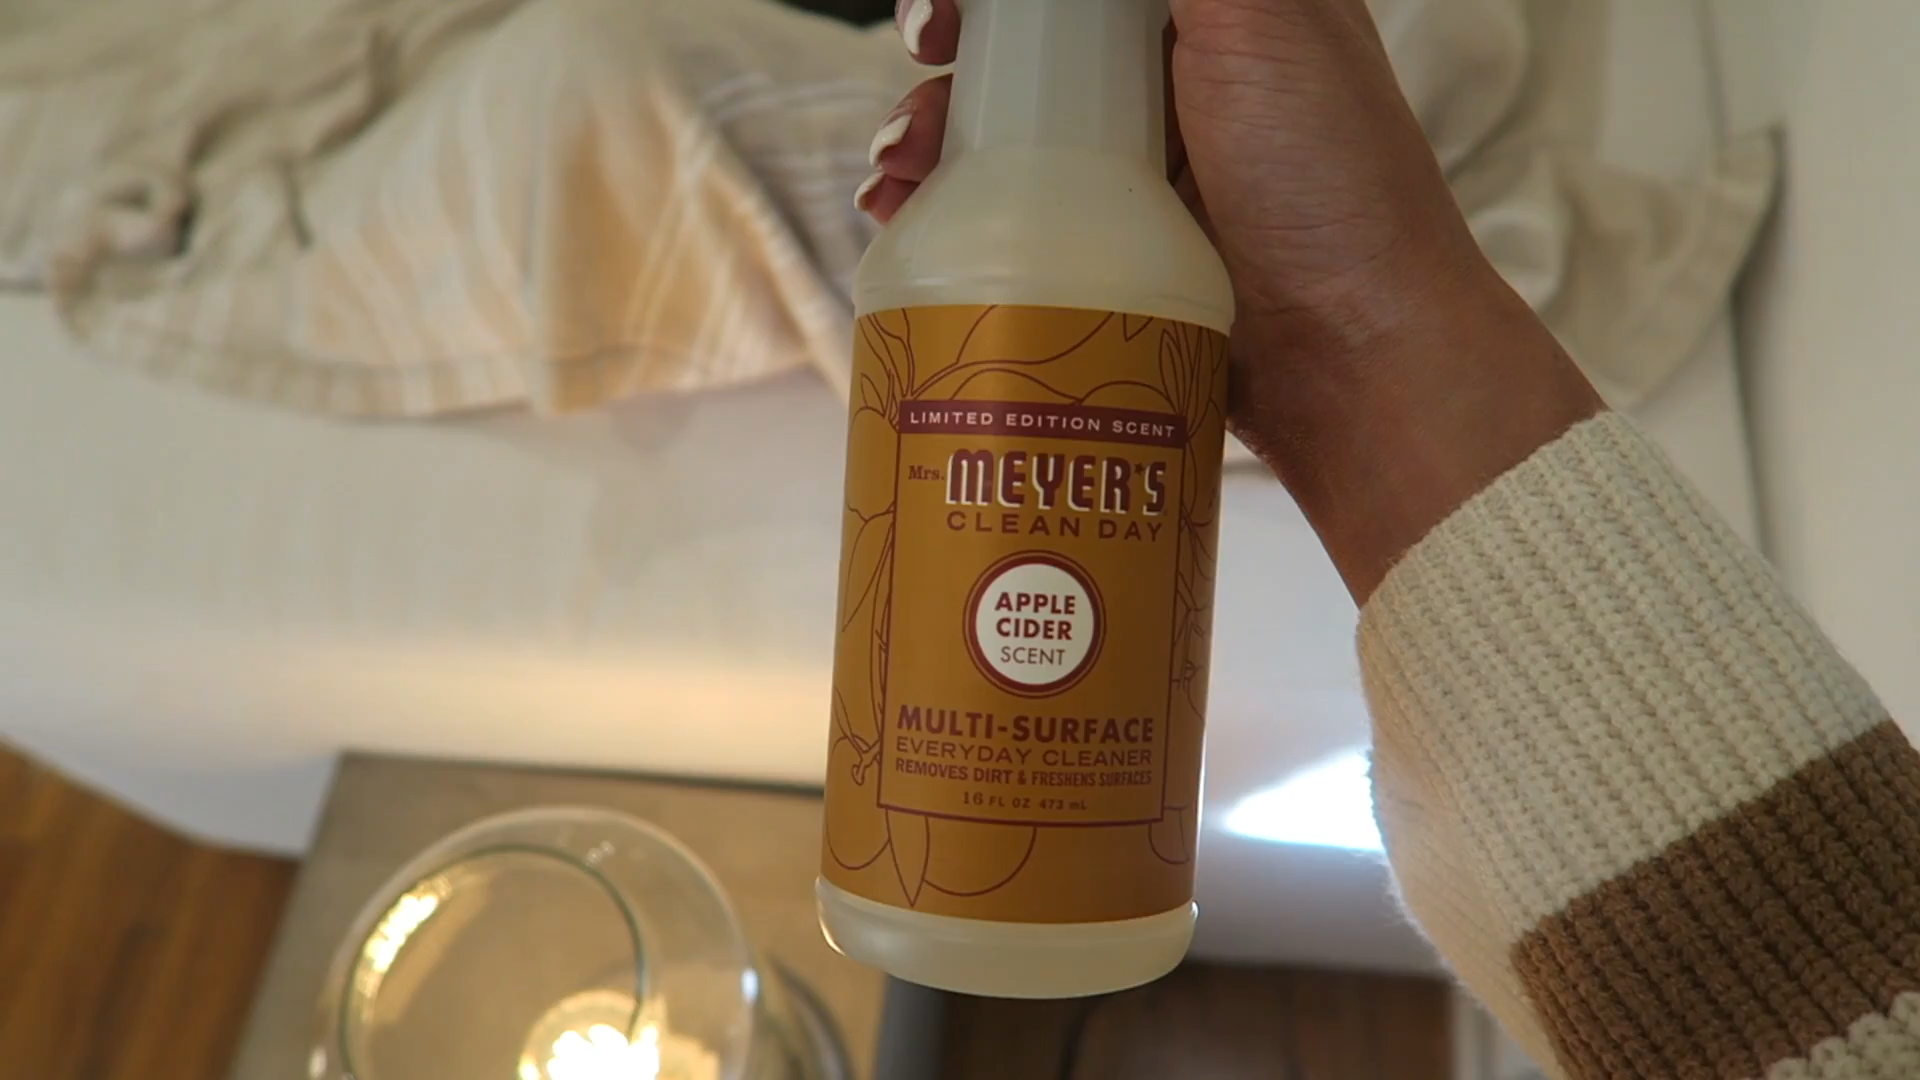 LIMITED EDITION SCENT
Mrs. MEYER'S
CLEAN DAY
APPLE
CIDER
SCENT
MULTI-SURFACE
EVERYDAY CLEANER
REMOVES DIRT & FRESHENS SURFACES
16 FL OZ 473 mL